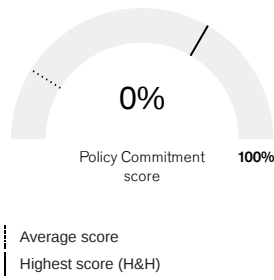 0%
Policy Commitment 100%
score
Average score
Highest score (H&H)